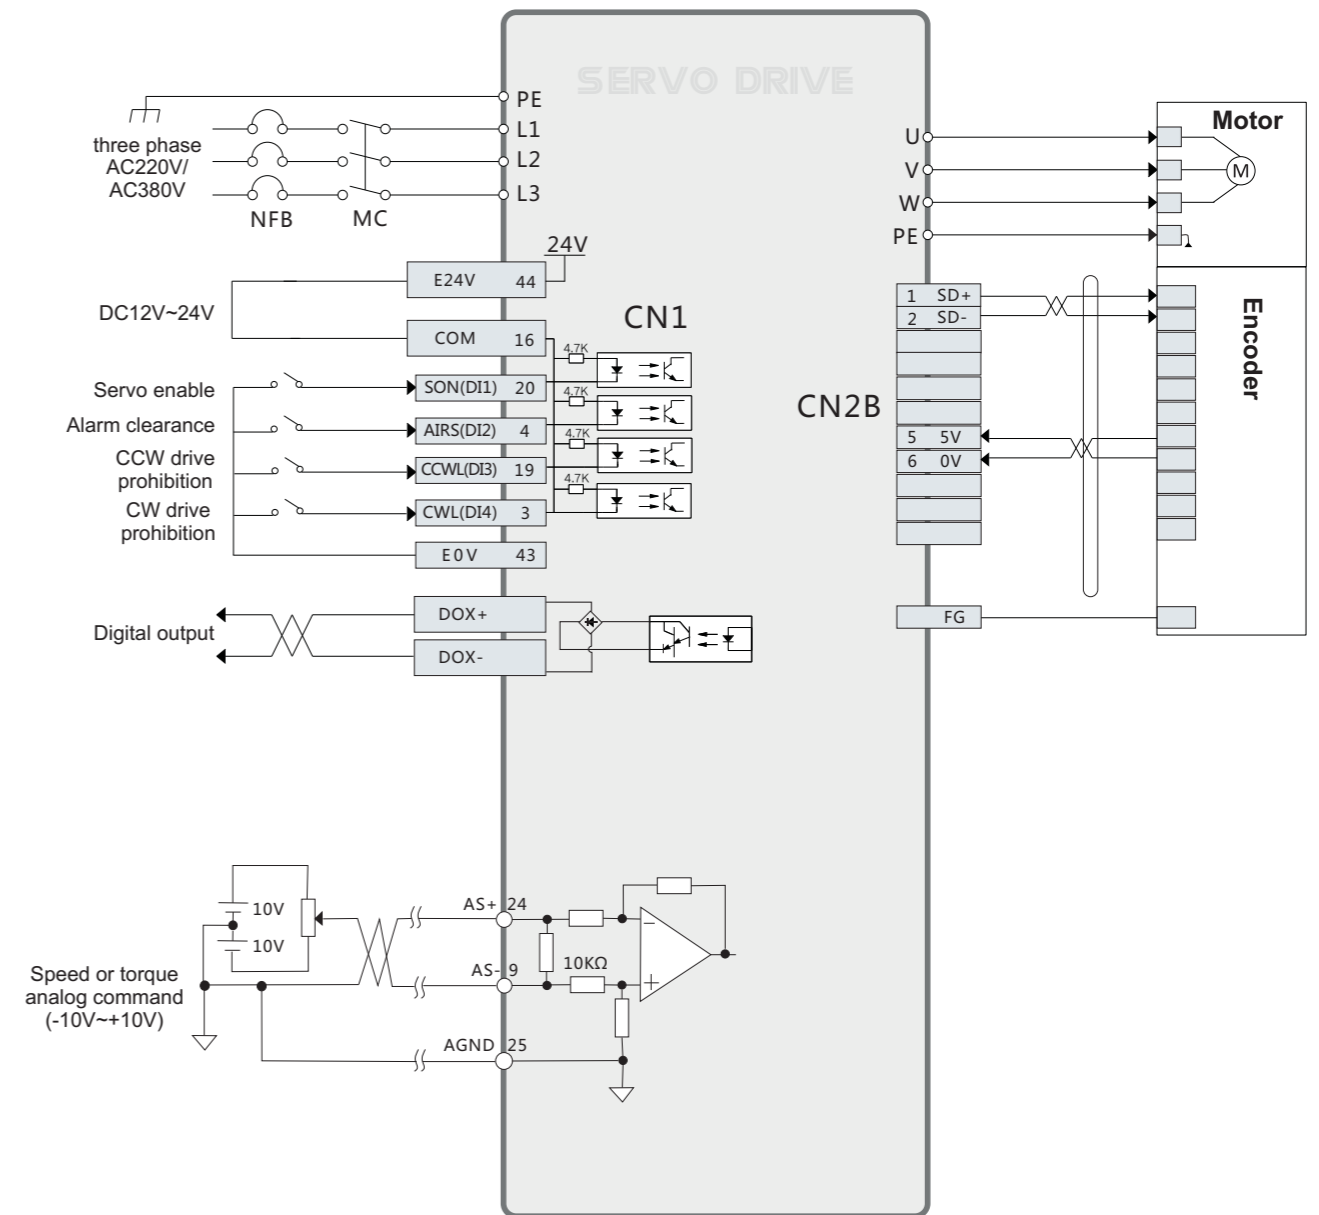 SERVO DRIVE
PE
three phase
AC220V/
AC380V
L1
L2
L3
NFB
MC
U
V
W
PE
Motor
M
24V
E24V 44
DC12V~24V
COM 16
CN1
4.7K
Servo enable
SON(DI1) 20
4.7K
Alarm clearance
AIRS(DI2) 4
4.7K
CCW drive
prohibition
CCWL(DI3) 19
4.7K
CW drive
prohibition
CWL(DI4) 3
E0V 43
Digital output
DOX+
DOX-
CN2B
1 SD+
2 SD-
5 5V
6 0V
FG
Encoder
10V
10V
Speed or torque
analog command
(-10V~+10V)
AS+ 24
AS- 9
10KΩ
AGND 25
−
+